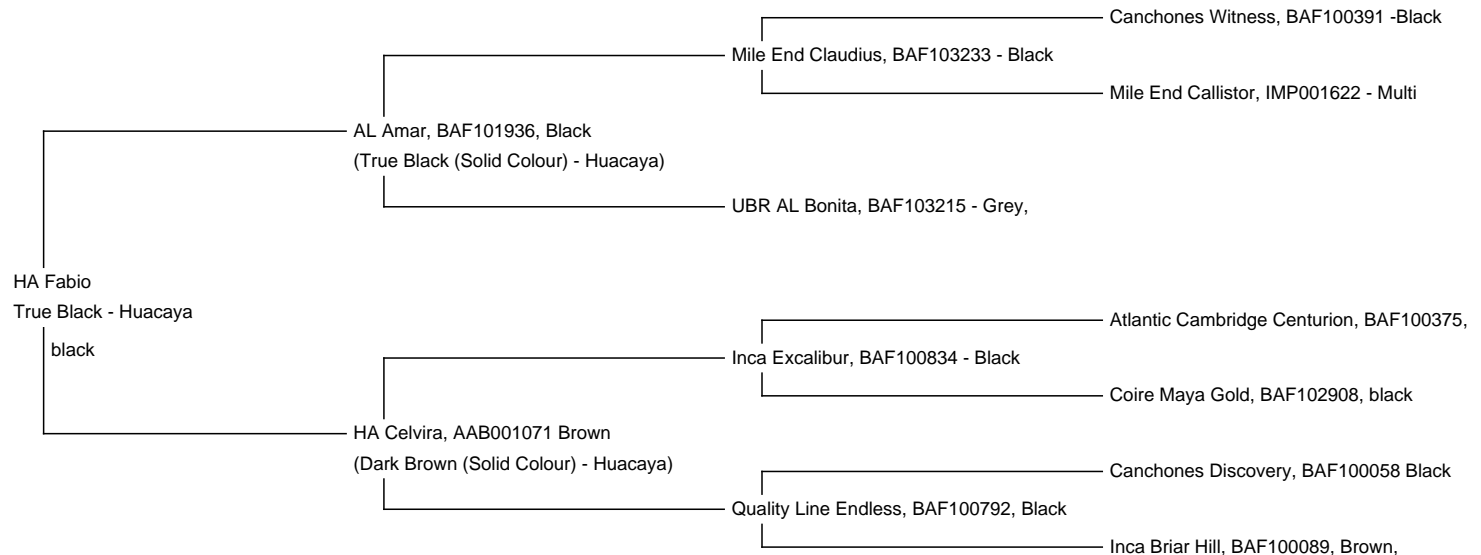 Canchones Witness, BAF100391 -Black
Mile End Claudius, BAF103233 - Black
Mile End Callistor, IMP001622 - Multi
AL Amar, BAF101936, Black
(True Black (Solid Colour) - Huacaya)
UBR AL Bonita, BAF103215 - Grey,
HA Fabio
True Black - Huacaya
black
Atlantic Cambridge Centurion, BAF100375,
Inca Excalibur, BAF100834 - Black
Coire Maya Gold, BAF102908, black
HA Celvira, AAB001071 Brown
(Dark Brown (Solid Colour) - Huacaya)
Canchones Discovery, BAF100058 Black
Quality Line Endless, BAF100792, Black
Inca Briar Hill, BAF100089, Brown,